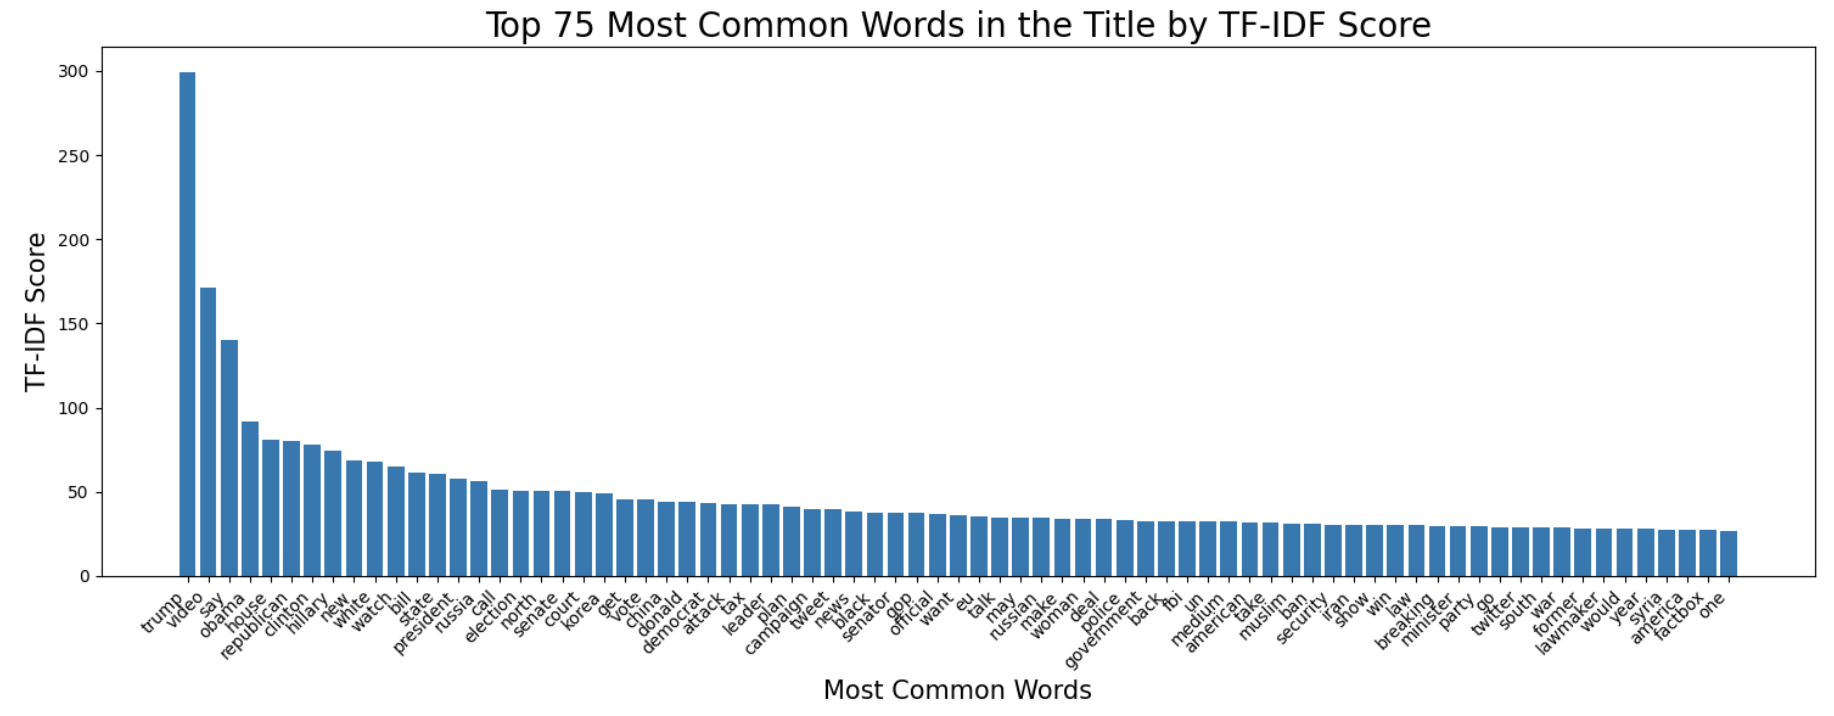 Top 75 Most Common Words in the Title by TF-IDF Score
TF-IDF Score
300
250
200
150
100
50
0
trump
video
say
obama
house
republican
clinton
hillary
new
white
watch
bill
state
president
russia
call
election
north
senate
court
korea
get
vote
china
donald
democrat
attack
tax
leader
plan
campaign
tweet
news
black
senator
gop
official
want
eu
talk
may
russian
make
woman
deal
police
government
back
fbi
un
medium
american
take
muslim
ban
security
iran
show
win
law
breaking
minister
party
go
twitter
south
war
former
lawmaker
would
year
syria
america
factbox
one
Most Common Words